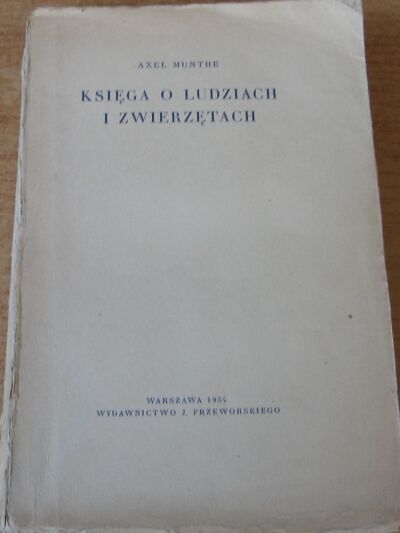 AXEL MUNTHE
KSIĘGA O LUDZIACH
I ZWIERZĘTACH
WARSZAWA 1934
WYDAWNICTWO J. PRZEWORSKIEGO